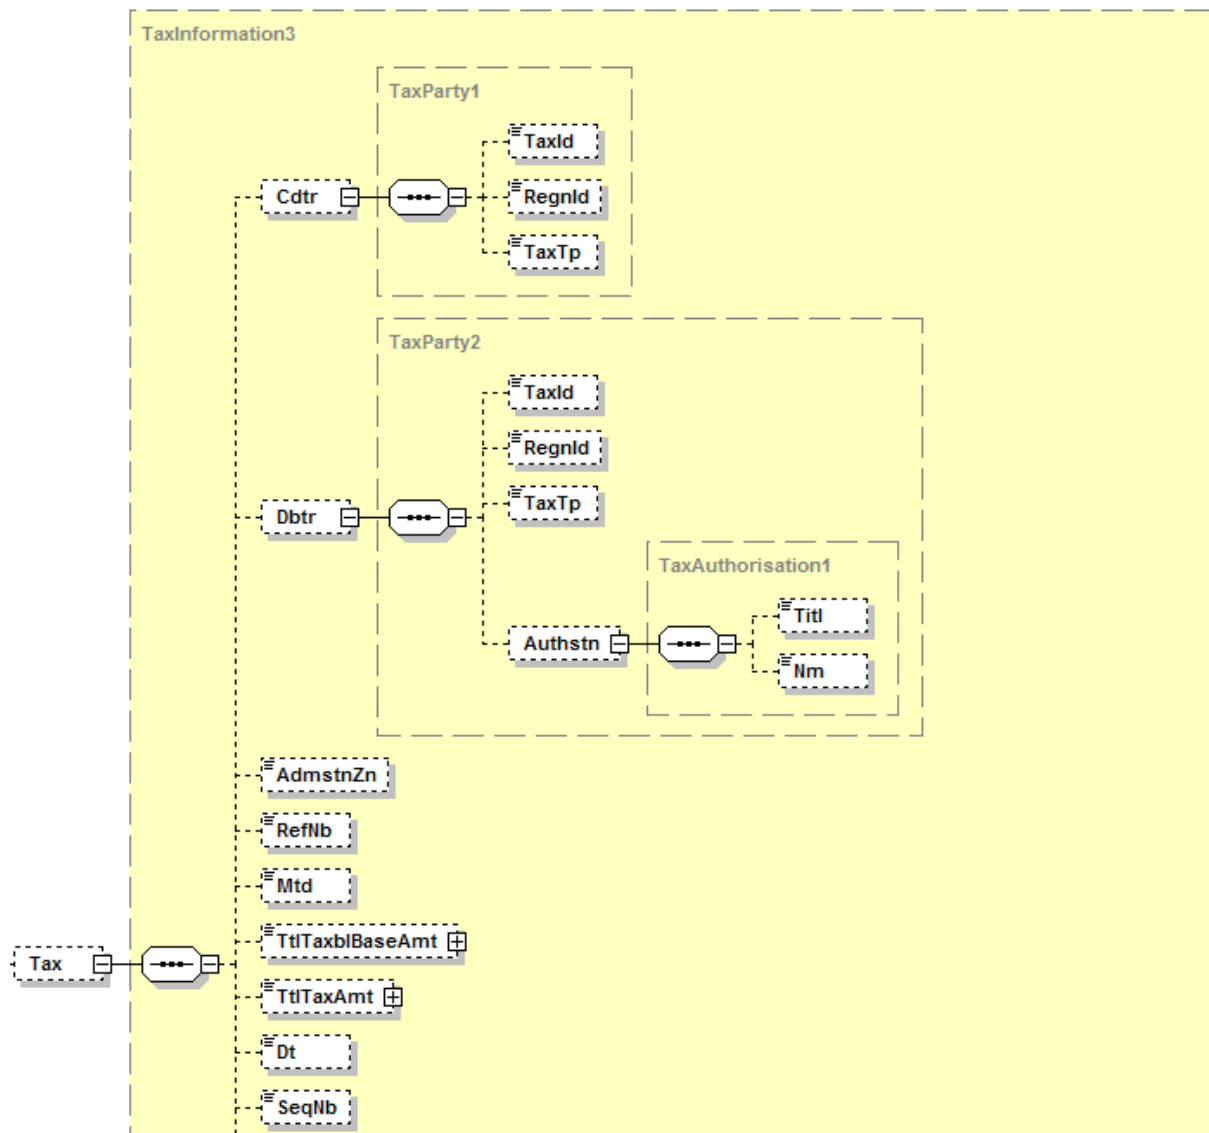 TaxInformation3
TaxParty1
TaxId
Cdtr
RegnId
TaxTp
TaxParty2
TaxId
RegnId
Dbtr
TaxTp
TaxAuthorisation1
Titl
Authstn
Nm
AdmstnZn
RefNb
Mtd
TtlTaxblBaseAmt
Tax
TtlTaxAmt
Dt
SeqNb